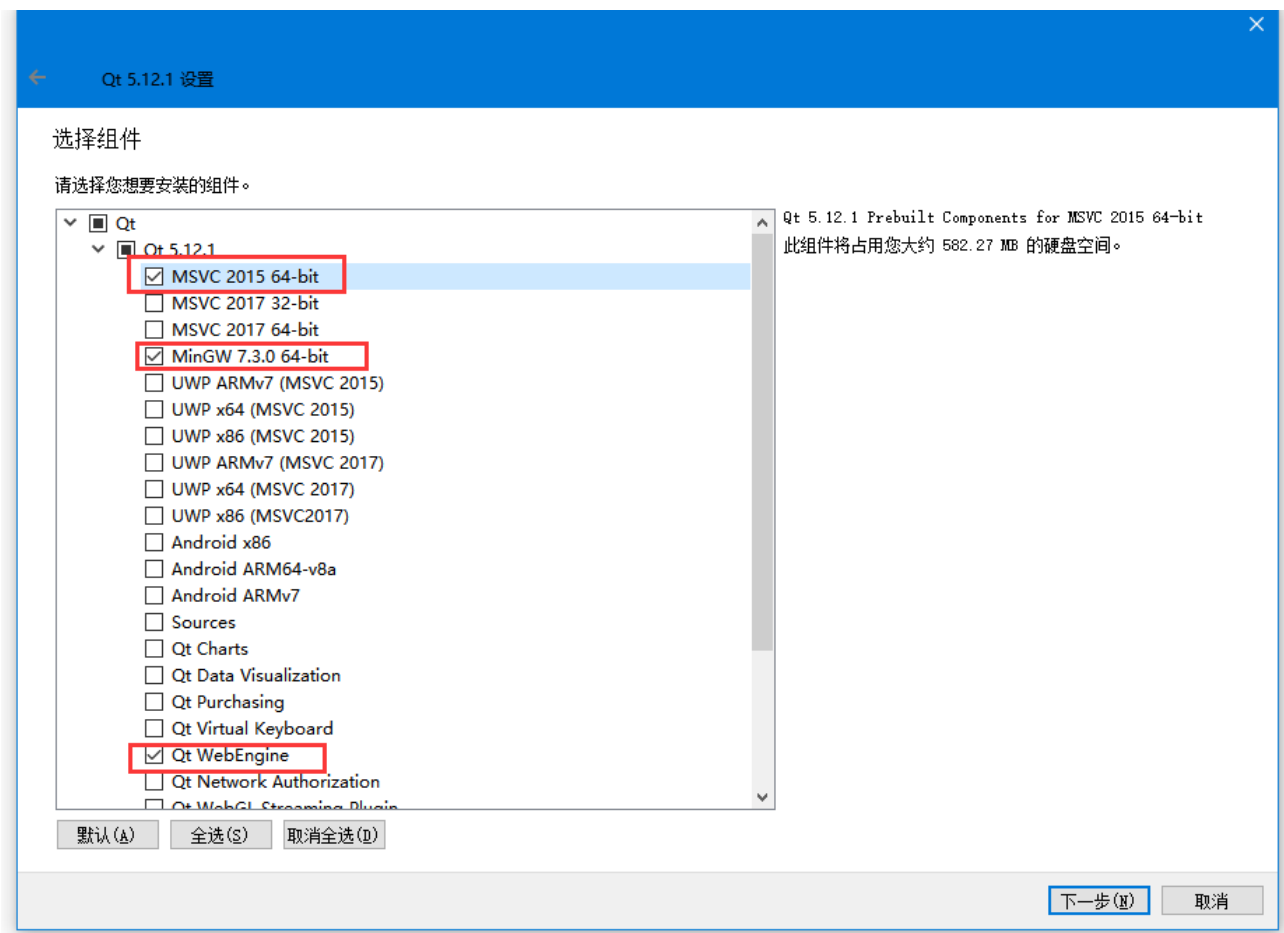 Qt 5.12.1 设置
选择组件
请选择您想要安装的组件。
Qt
Qt 5.12.1
MSVC 2015 64-bit
MSVC 2017 32-bit
MSVC 2017 64-bit
MinGW 7.3.0 64-bit
UWP ARMv7 (MSVC 2015)
UWP x64 (MSVC 2015)
UWP x86 (MSVC 2015)
UWP ARMv7 (MSVC 2017)
UWP x64 (MSVC 2017)
UWP x86 (MSVC2017)
Android x86
Android ARM64-v8a
Android ARMv7
Sources
Qt Charts
Qt Data Visualization
Qt Purchasing
Qt Virtual Keyboard
Qt WebEngine
Qt Network Authorization
Qt WebGL Streaming Plugin
Qt 5.12.1 Prebuilt Components for MSVC 2015 64-bit
此组件将占用您大约 582.27 MB 的硬盘空间。
默认(A) 全选(S) 取消全选(D)
下一步(N) 取消